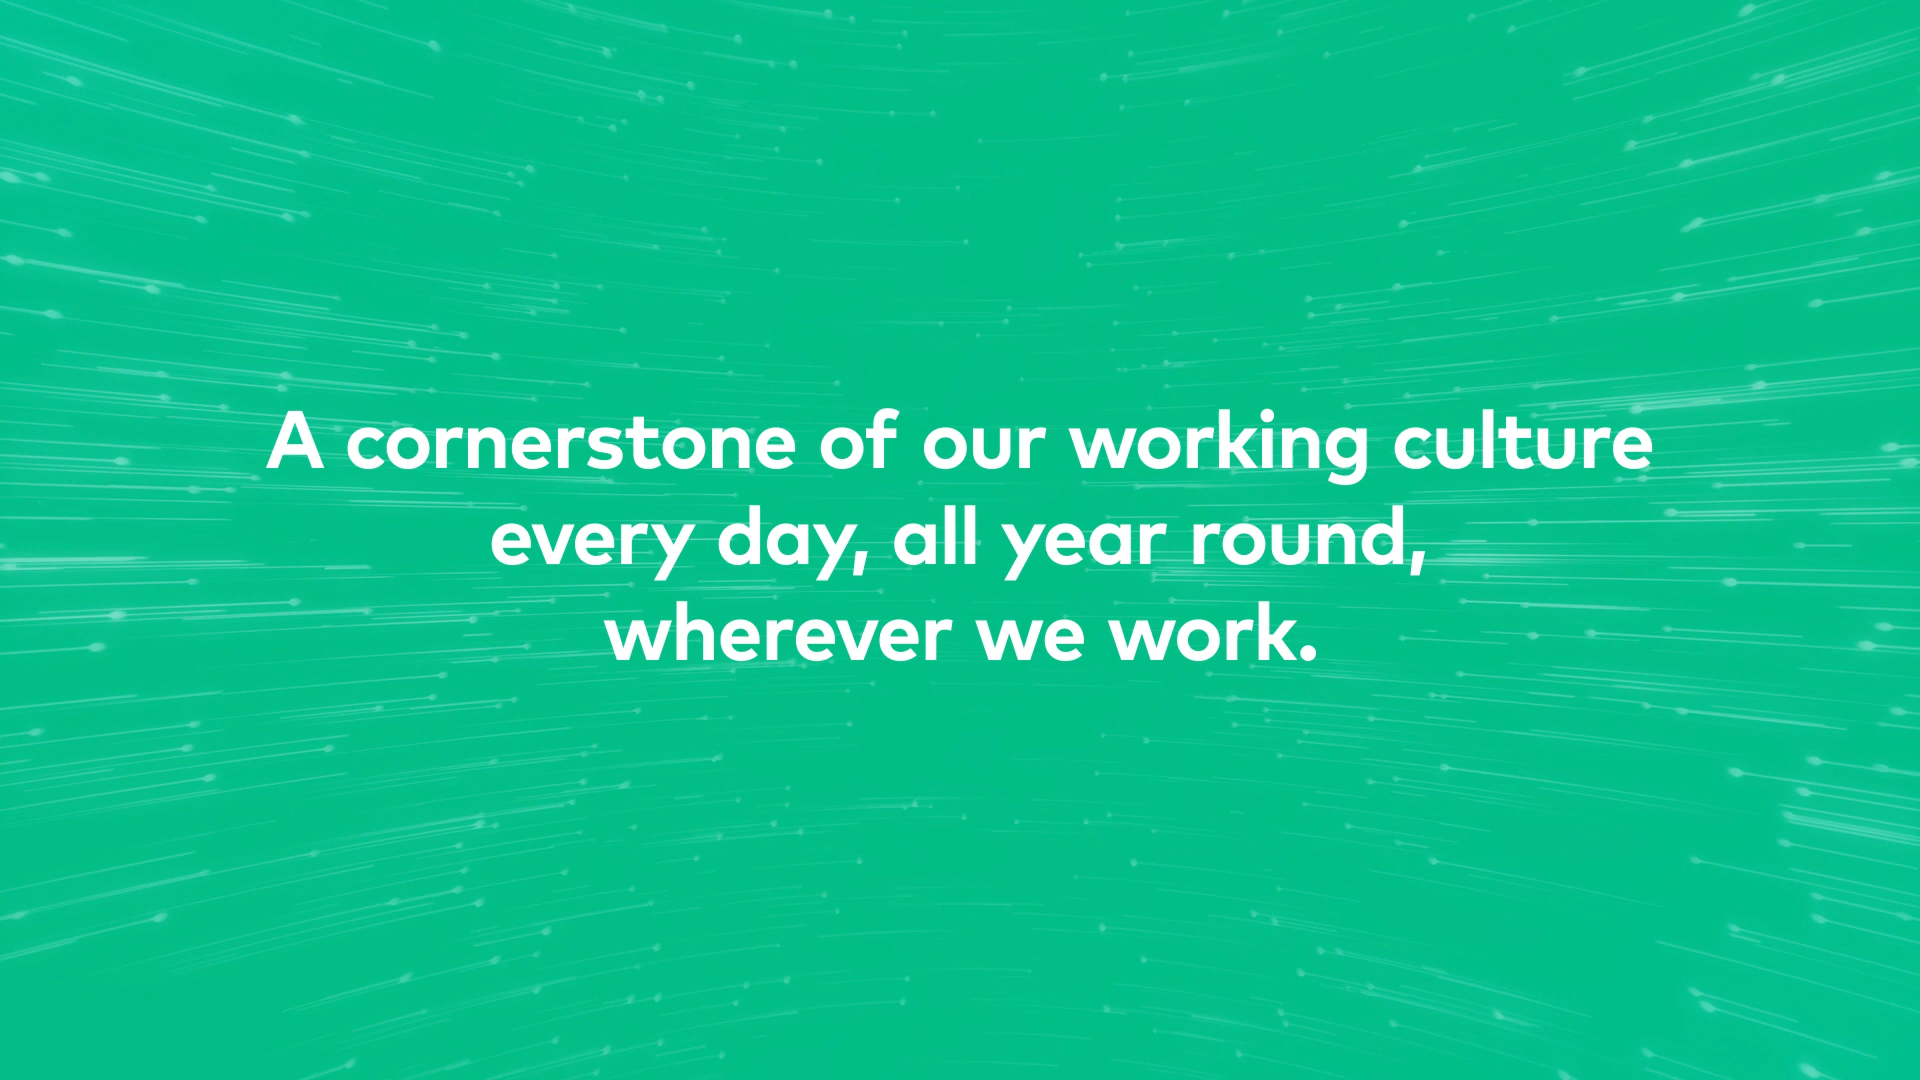 A cornerstone of our working culture
every day, all year round,
wherever we work.